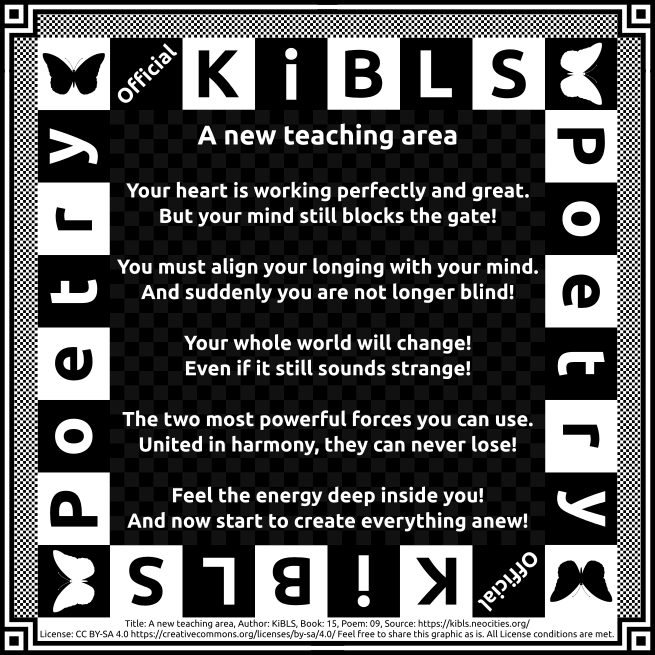 Official KiBLS
Poetry
Poetry
A new teaching area
Your heart is working perfectly and great.
But your mind still blocks the gate!
You must align your longing with your mind.
And suddenly you are not longer blind!
Your whole world will change!
Even if it still sounds strange!
The two most powerful forces you can use.
United in harmony, they can never lose!
Feel the energy deep inside you!
And now start to create everything anew!
Official KiBLS
Title: A new teaching area, Author: KiBLS, Book: 15, Poem: 09, Source: https://kibls.neocities.org/
License: CC BY-SA 4.0 https://creativecommons.org/licenses/by-sa/4.0/ Feel free to share this graphic as is. All License conditions are met.